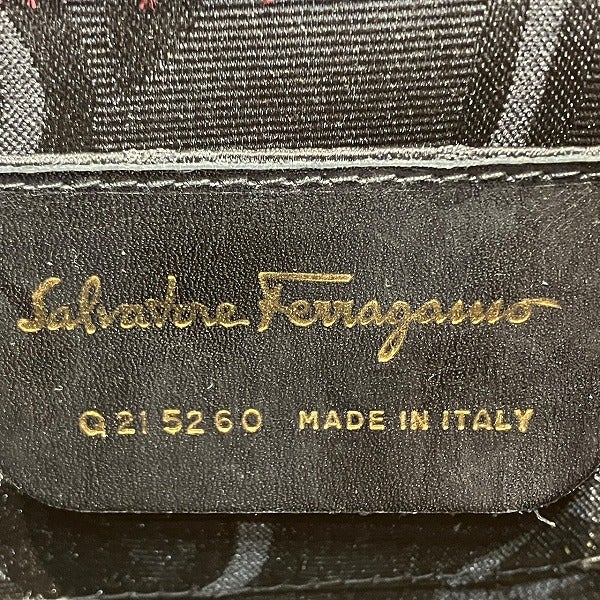 Salvatore Ferragamo
Q21 5260 MADE IN ITALY